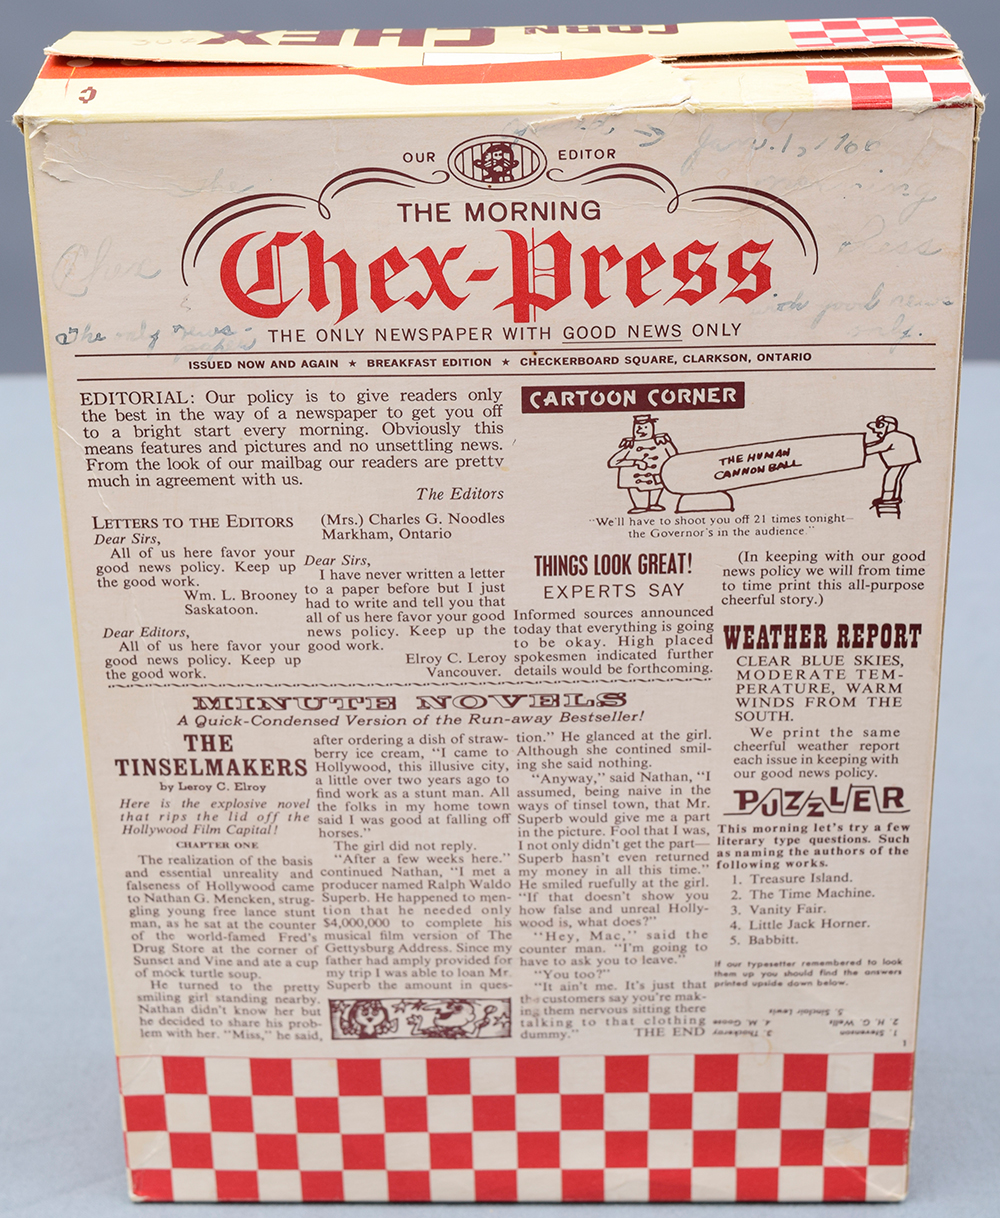 CORN CHEX
OUR EDITOR
Jan. 1, 166
THE MORNING
Chex-Press
The
Chex
Press
The only news-
paper
with good news
only.
THE ONLY NEWSPAPER WITH GOOD NEWS ONLY
ISSUED NOW AND AGAIN ★ BREAKFAST EDITION ★ CHECKERBOARD SQUARE, CLARKSON, ONTARIO
EDITORIAL: Our policy is to give readers only
the best in the way of a newspaper to get you off
to a bright start every morning. Obviously this
means features and pictures and no unsettling news.
From the look of our mailbag our readers are pretty
much in agreement with us.
The Editors
LETTERS TO THE EDITORS
Dear Sirs,
All of us here favor your
good news policy. Keep up
the good work.
Wm. L. Brooney
Saskatoon.
Dear Editors,
All of us here favor your
good news policy. Keep up
the good work.
(Mrs.) Charles G. Noodles
Markham, Ontario
Dear Sirs,
I have never written a letter
to a paper before but I just
had to write and tell you that
all of us here favor your good
news policy. Keep up the
good work.
Elroy C. Leroy
Vancouver.
CARTOON CORNER
THE HUMAN
CANNON BALL
"We'll have to shoot you off 21 times tonight—
the Governor's in the audience."
THINGS LOOK GREAT!
EXPERTS SAY
Informed sources announced
today that everything is going
to be okay. High placed
spokesmen indicated further
details would be forthcoming.
(In keeping with our good
news policy we will from time
to time print this all-purpose
cheerful story.)
WEATHER REPORT
CLEAR BLUE SKIES,
MODERATE TEM-
PERATURE, WARM
WINDS FROM THE
SOUTH.
We print the same
cheerful weather report
each issue in keeping with
our good news policy.
MINUTE NOVELS
A Quick-Condensed Version of the Run-away Bestseller!
THE
TINSELMAKERS
by Leroy C. Elroy
Here is the explosive novel
that rips the lid off the
Hollywood Film Capital!
CHAPTER ONE
The realization of the basis
and essential unreality and
falseness of Hollywood came
to Nathan G. Mencken, strug-
gling young free lance stunt
man, as he sat at the counter
of the world-famed Fred's
Drug Store at the corner of
Sunset and Vine and ate a cup
of mock turtle soup.
He turned to the pretty
smiling girl standing nearby.
Nathan didn't know her but
he decided to share his prob-
lem with her. "Miss," he said,
after ordering a dish of straw-
berry ice cream, "I came to
Hollywood, this illusive city,
a little over two years ago to
find work as a stunt man. All
the folks in my home town
said I was good at falling off
horses."
The girl did not reply.
"After a few weeks here."
continued Nathan, "I met a
producer named Ralph Waldo
Superb. He happened to men-
tion that he needed only
$4,000,000 to complete his
musical film version of The
Gettysburg Address. Since my
father had amply provided for
my trip I was able to loan Mr.
Superb the amount in ques-
tion." He glanced at the girl.
Although she contined smil-
ing she said nothing.
"Anyway," said Nathan, "I
assumed, being naive in the
ways of tinsel town, that Mr.
Superb would give me a part
in the picture. Fool that I was,
I not only didn't get the part—
Superb hasn't even returned
my money in all this time."
He smiled ruefully at the girl.
"If that doesn't show you
how false and unreal Holly-
wood is, what does?"
"Hey, Mac," said the
counter man. "I'm going to
have to ask you to leave."
"You too?"
"It ain't me. It's just that
the customers say you're mak-
ing them nervous sitting there
talking to that clothing
dummy." THE END
PUZZLER
This morning let's try a few
literary type questions. Such
as naming the authors of the
following works.
1. Treasure Island.
2. The Time Machine.
3. Vanity Fair.
4. Little Jack Horner.
5. Babbitt.
If our typesetter remembered to look
them up you should find the answers
printed upside down below.
1. Stevenson 3. Thackeray
2. H. G. Wells 4. M. Goose
5. Sinclair Lewis
1